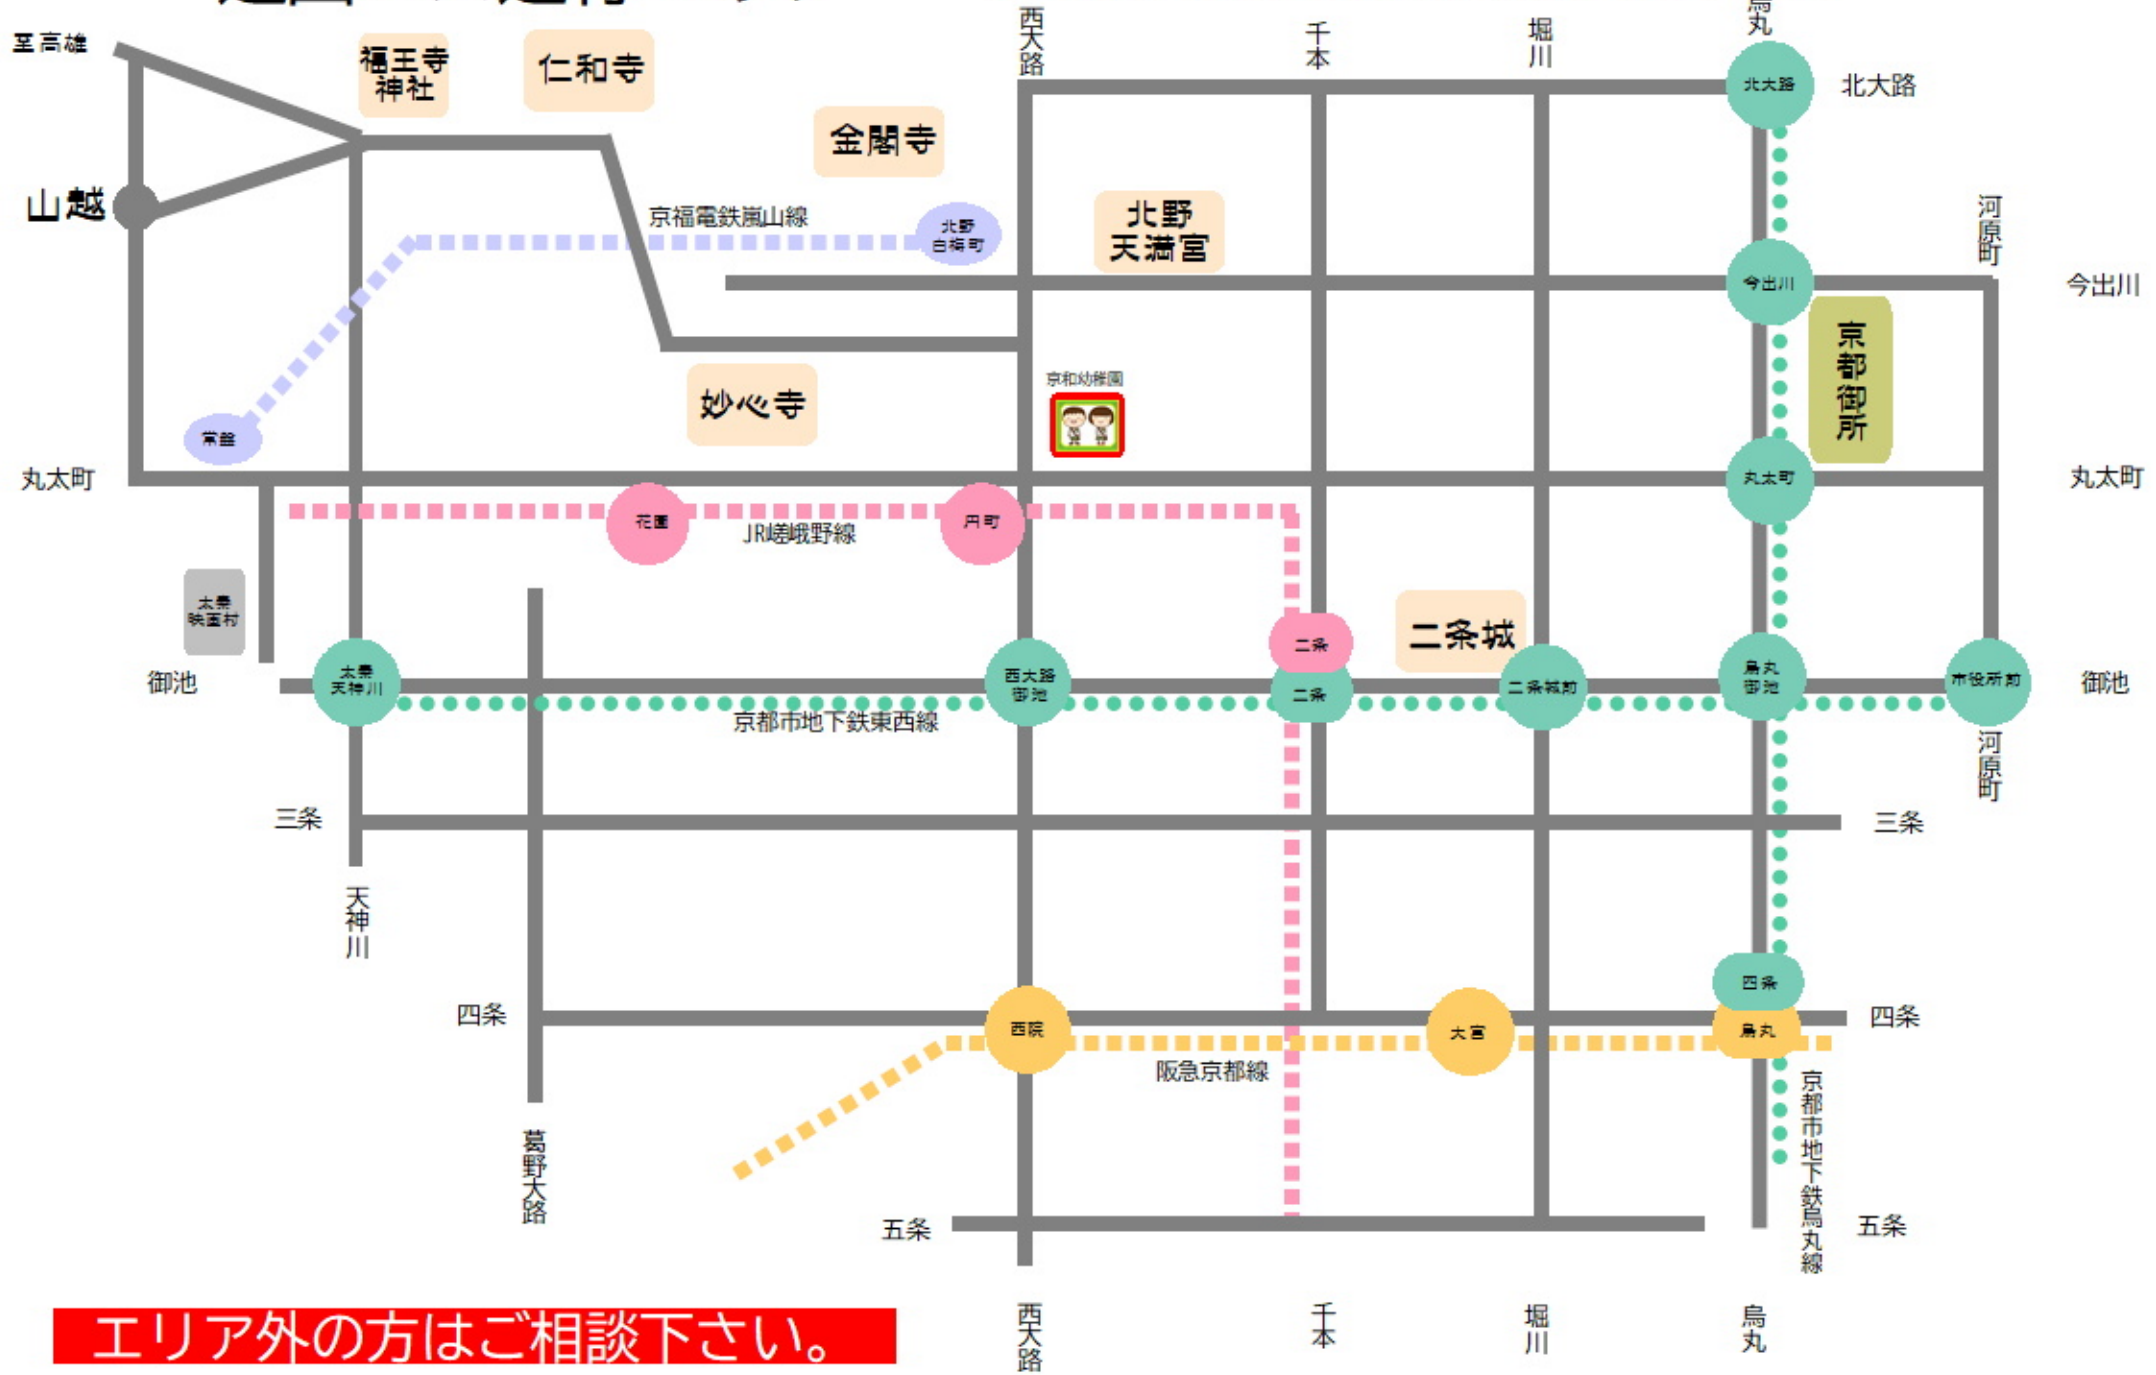 烏丸
西大路
千本
堀川
至高雄
福王寺
神社
仁和寺
北大路
北大路
金閣寺
山越
京福電鉄嵐山線
北野
白梅町
北野
天満宮
河原町
今出川
今出川
京都御所
京和幼稚園
妙心寺
常盤
丸太町
丸太町
丸太町
花園
円町
JR嵯峨野線
太秦
映画村
二条
二条城
御池
太秦
天神川
西大路
御池
二条
二条城前
烏丸
御池
市役所前
御池
京都市地下鉄東西線
河原町
三条
三条
天神川
四条
四条
西院
大宮
烏丸
四条
阪急京都線
京都市地下鉄烏丸線
葛野大路
五条
五条
エリア外の方はご相談下さい。
西大路
千本
堀川
烏丸